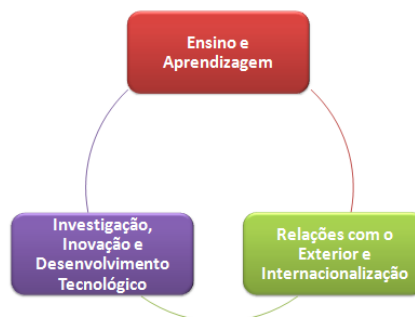 Ensino e
Aprendizagem
Investigação,
Inovação e
Desenvolvimento
Tecnológico
Relações com o
Exterior e
Internacionalização